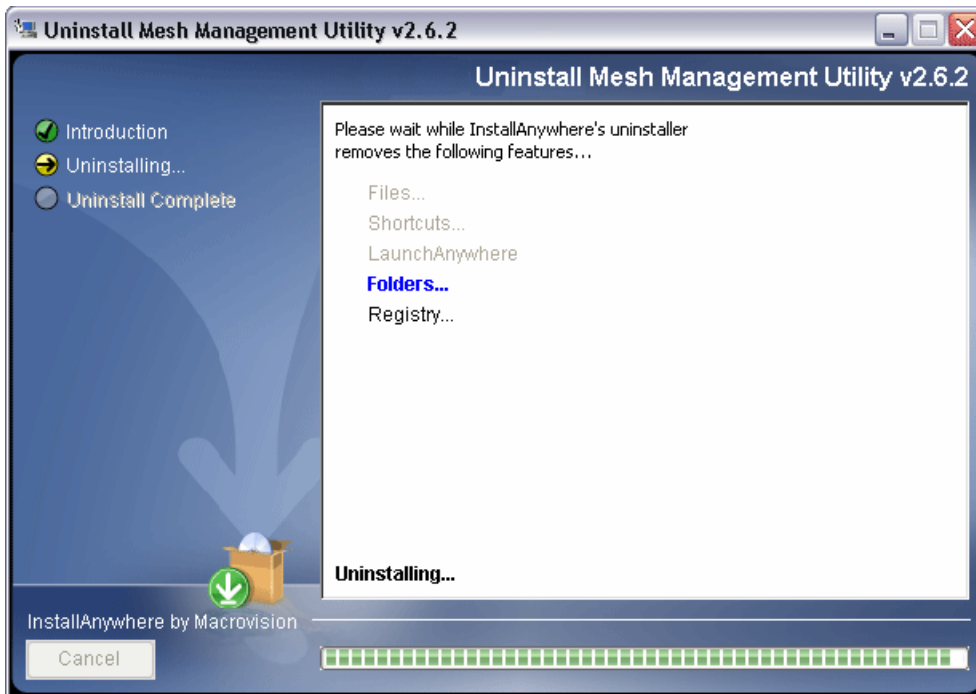 Uninstall Mesh Management Utility v2.6.2
Uninstall Mesh Management Utility v2.6.2
Introduction
Uninstalling...
Uninstall Complete
Please wait while InstallAnywhere's uninstaller
removes the following features...
Files...
Shortcuts...
LaunchAnywhere
Folders...
Registry...
Uninstalling...
InstallAnywhere by Macrovision
Cancel